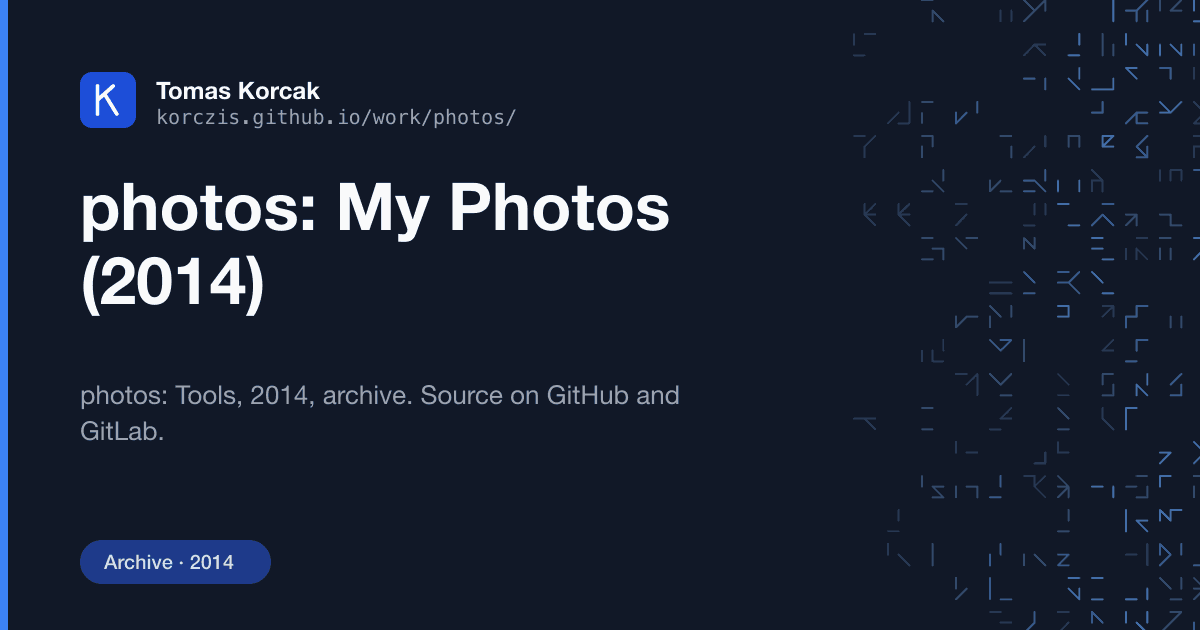 K
Tomas Korcak
korczis.github.io/work/photos/
photos: My Photos
(2014)
photos: Tools, 2014, archive. Source on GitHub and
GitLab.
Archive · 2014